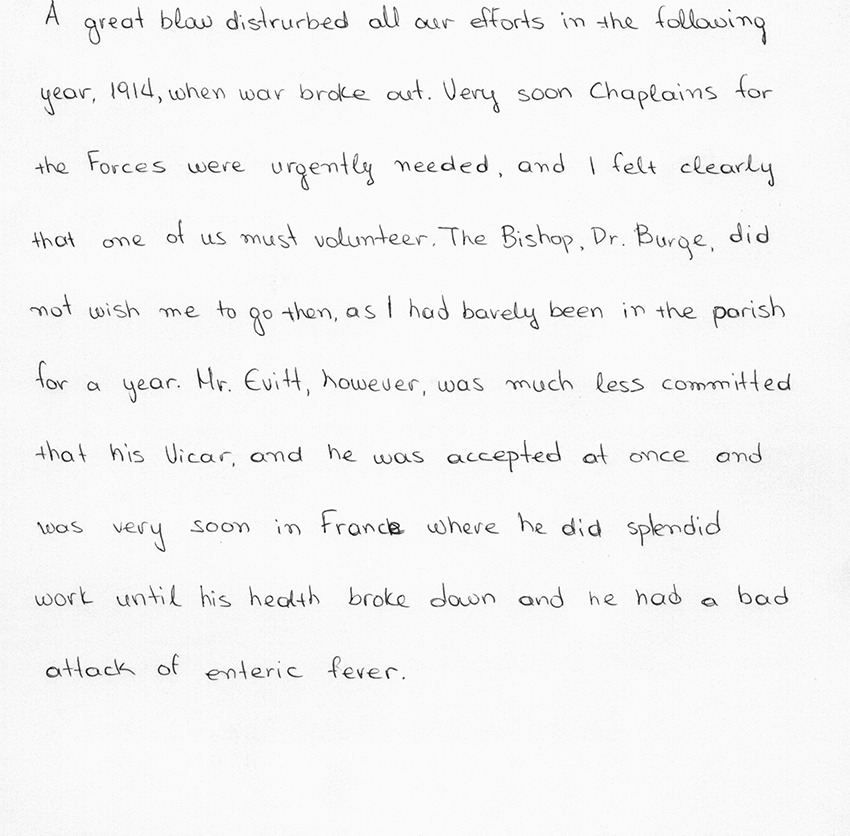 A great blow distrurbed all our efforts in the following
year, 1914, when war broke out. Very soon Chaplains for
the Forces were urgently needed, and I felt clearly
that one of us must volunteer. The Bishop, Dr. Burge, did
not wish me to go then, as I had barely been in the parish
for a year. Mr. Evitt, however, was much less committed
that his Vicar, and he was accepted at once and
was very soon in France where he did splendid
work until his health broke down and he had a bad
attack of enteric fever.